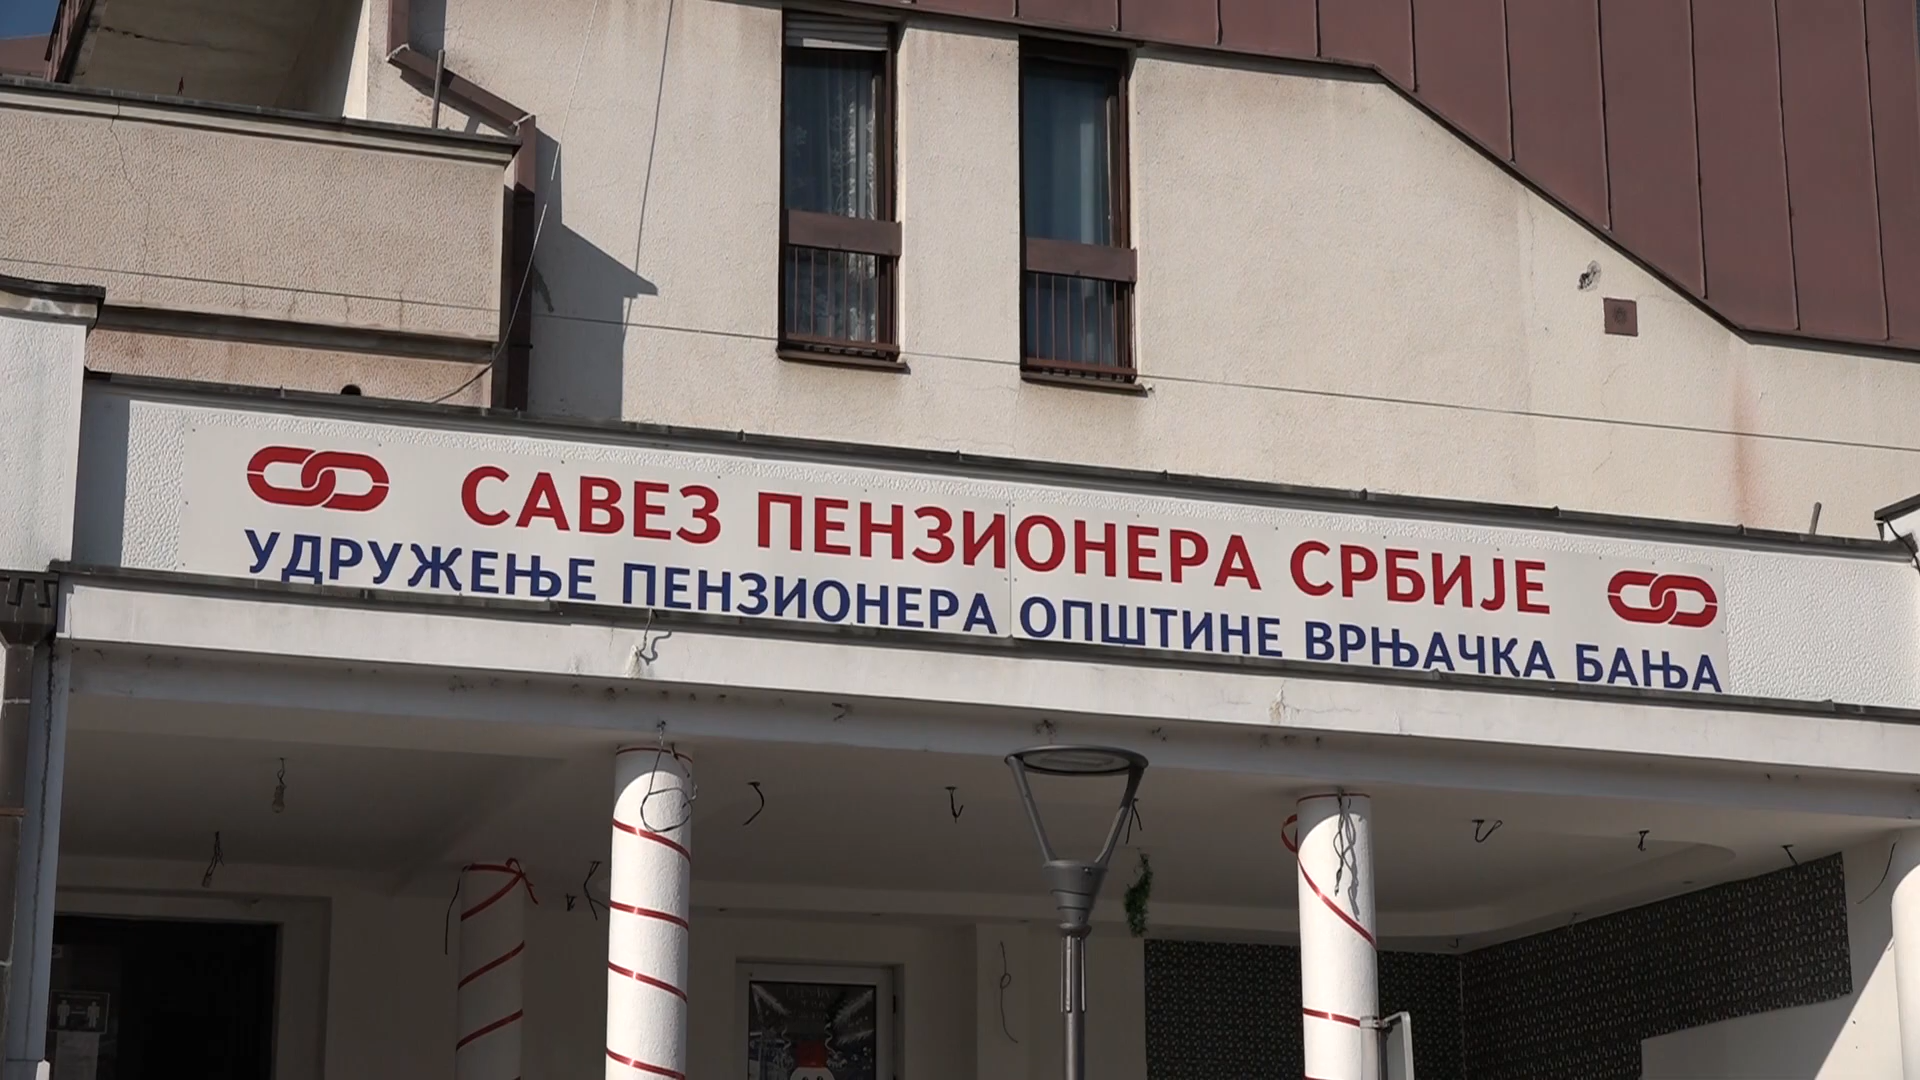 САВЕЗ ПЕНЗИОНЕРА СРБИЈЕ
УДРУЖЕЊЕ ПЕНЗИОНЕРА ОПШТИНЕ ВРЊАЧКА БАЊА